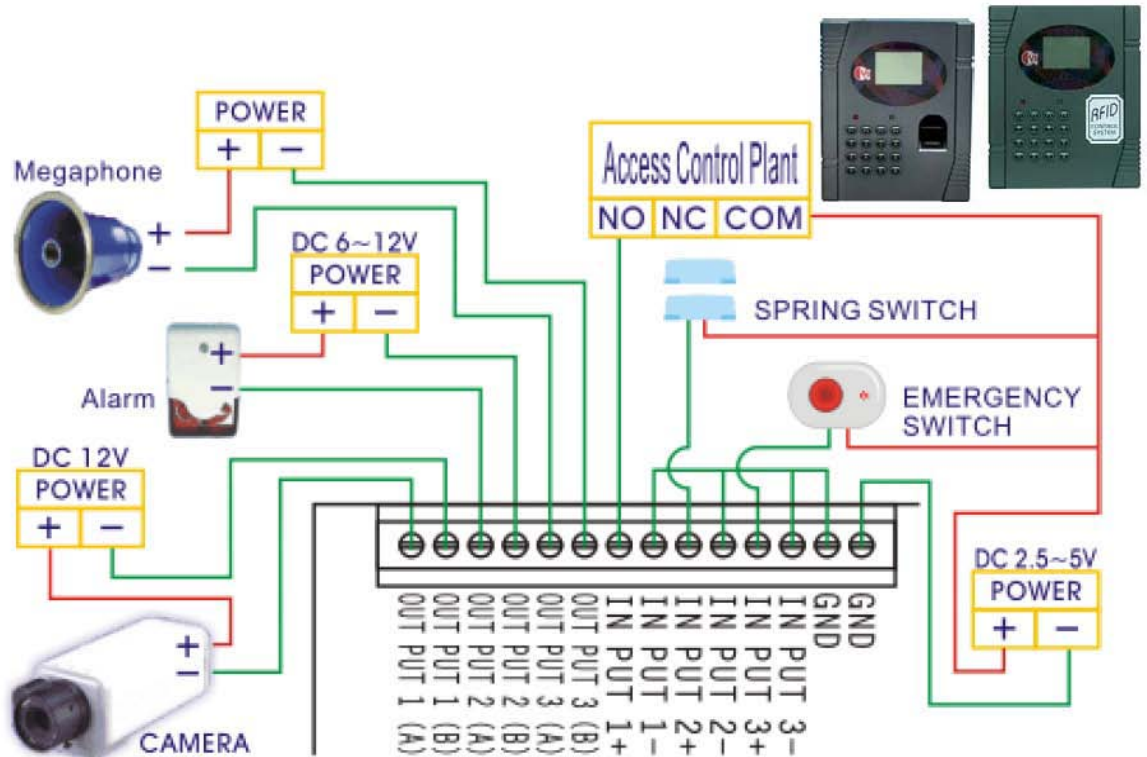 POWER
+ −
Megaphone
+
−
DC 6~12V
POWER
+ −
Alarm
+
−
DC 12V
POWER
+ −
+
−
CAMERA
Access Control Plant
NO NC COM
RFID
CONTROL
SYSTEM
SPRING SWITCH
EMERGENCY
SWITCH
DC 2.5~5V
POWER
+ −
OUT PUT 1 (A)
OUT PUT 1 (B)
OUT PUT 2 (A)
OUT PUT 2 (B)
OUT PUT 3 (A)
OUT PUT 3 (B)
IN PUT 1+
IN PUT 1-
IN PUT 2+
IN PUT 2-
IN PUT 3+
IN PUT 3-
GND
GND